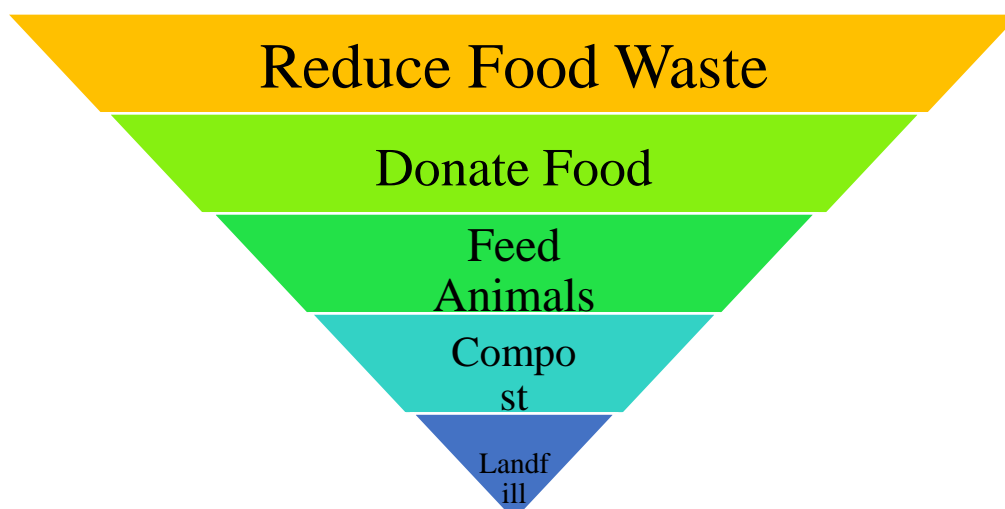 Reduce Food Waste
Donate Food
Feed
Animals
Compo
st
Landf
ill